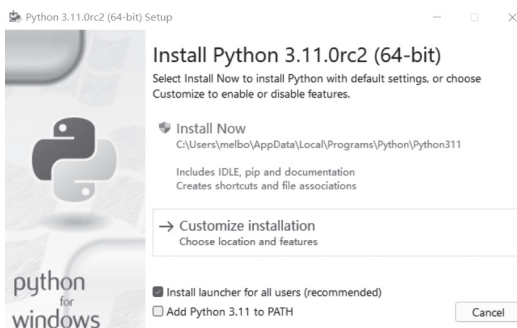 Python 3.11.0rc2 (64-bit) Setup
Install Python 3.11.0rc2 (64-bit)
Select Install Now to install Python with default settings, or choose
Customize to enable or disable features.
Install Now
C:\Users\melbo\AppData\Local\Programs\Python\Python311
Includes IDLE, pip and documentation
Creates shortcuts and file associations
Customize installation
Choose location and features
python
for
windows
Install launcher for all users (recommended)
Add Python 3.11 to PATH
Cancel